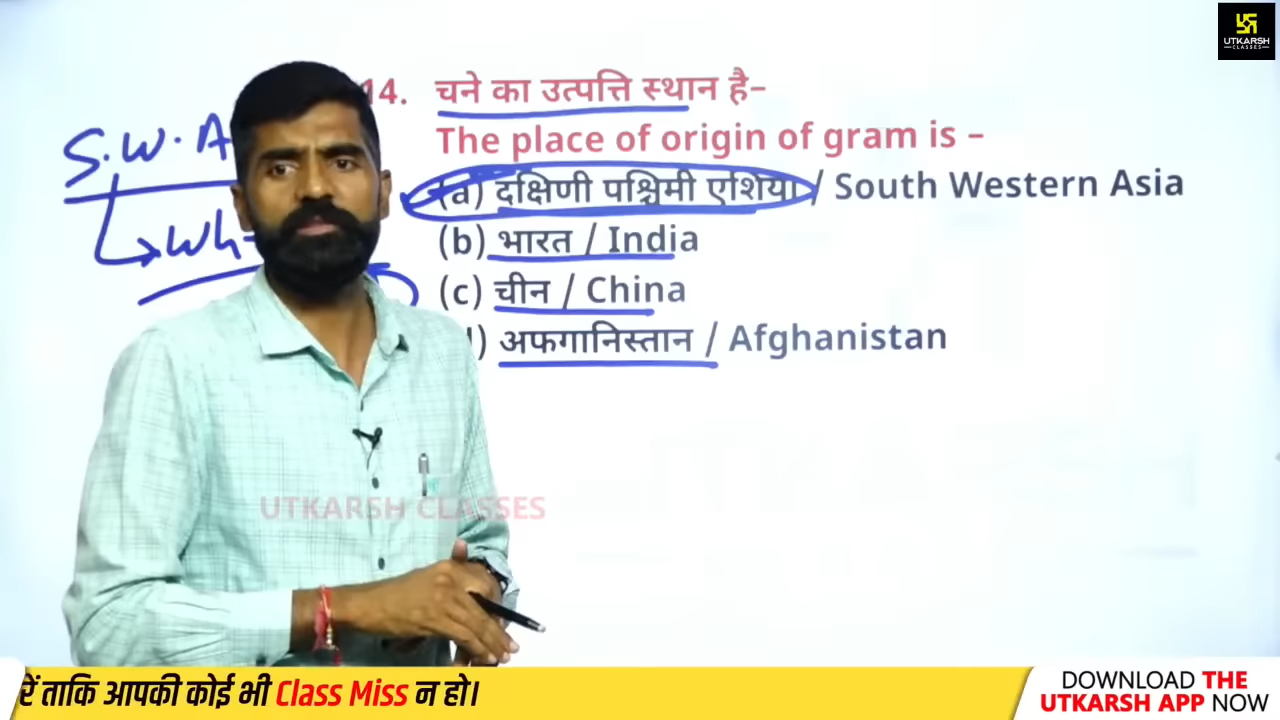 UTKARSH
CLASSES
14. चने का उत्पत्ति स्थान है–
The place of origin of gram is –
(a) दक्षिणी पश्चिमी एशिया / South Western Asia
(b) भारत / India
(c) चीन / China
) अफगानिस्तान / Afghanistan
S.W.A
Wh
UTKARSH CLASSES
रें ताकि आपकी कोई भी Class Miss न हो।
DOWNLOAD THE
UTKARSH APP NOW